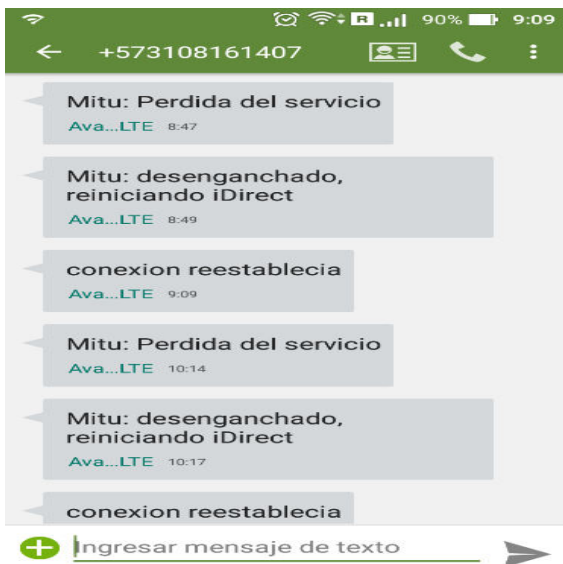 R 90% 9:09
+573108161407
Mitu: Perdida del servicio
Ava...LTE 8:47
Mitu: desenganchado,
reiniciando iDirect
Ava...LTE 8:49
conexion reestablecia
Ava...LTE 9:09
Mitu: Perdida del servicio
Ava...LTE 10:14
Mitu: desenganchado,
reiniciando iDirect
Ava...LTE 10:17
conexion reestablecia
Ingresar mensaje de texto